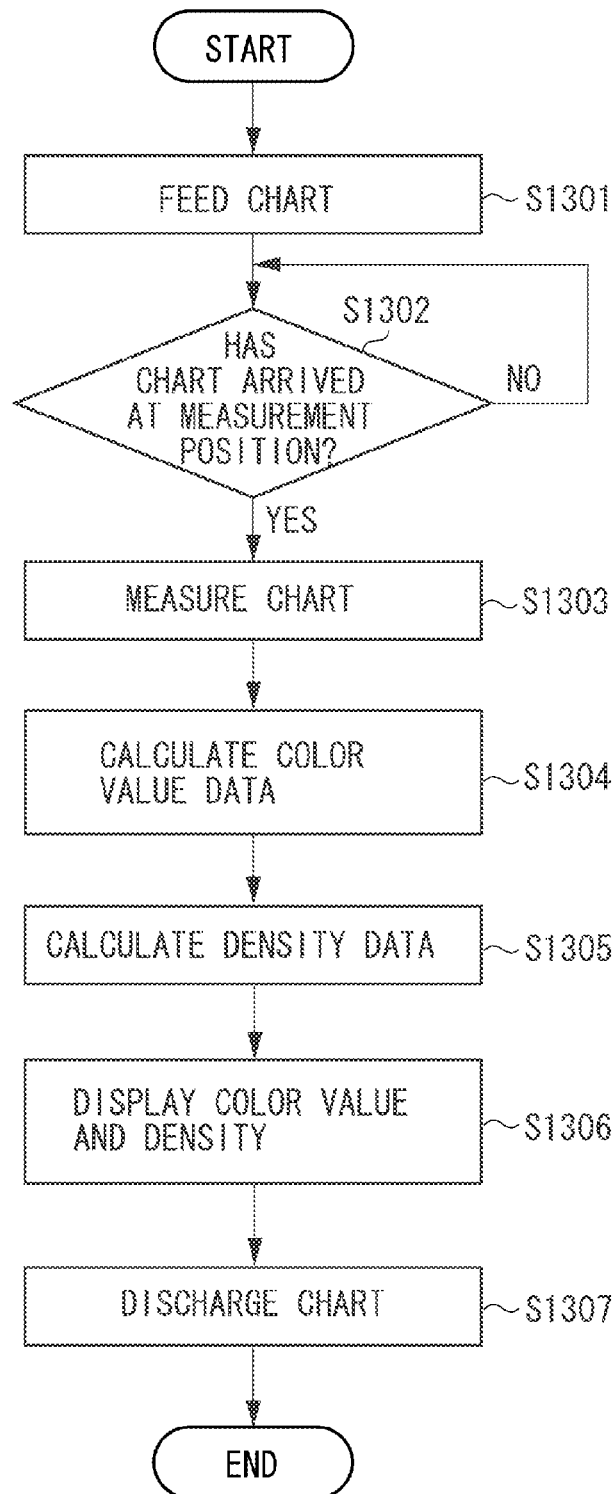 START
FEED CHART
S1301
S1302
HAS
CHART ARRIVED
AT MEASUREMENT
POSITION?
NO
YES
MEASURE CHART
S1303
CALCULATE COLOR
VALUE DATA
S1304
CALCULATE DENSITY DATA
S1305
DISPLAY COLOR VALUE
AND DENSITY
S1306
DISCHARGE CHART
S1307
END